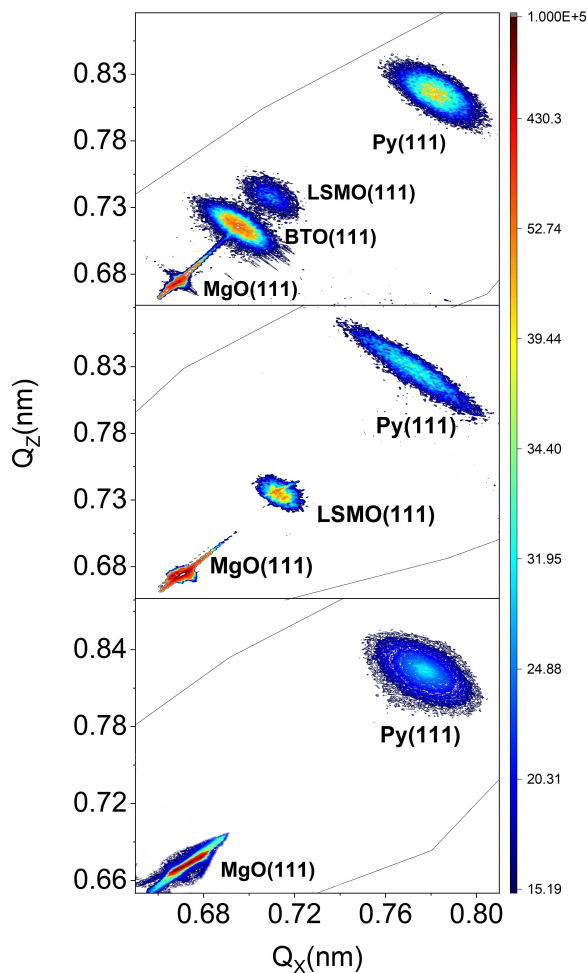 1.000E+5
0.83
0.78
Py(111)
430.3
LSMO(111)
0.73
BTO(111)
52.74
0.68
MgO(111)
0.83
39.44
Py(111)
0.78
34.40
Q_Z(nm)
0.73
LSMO(111)
0.68
MgO(111)
31.95
0.84
24.88
0.78
Py(111)
0.72
20.31
MgO(111)
0.66
15.19
0.68 0.72 0.76 0.80
Q_X(nm)